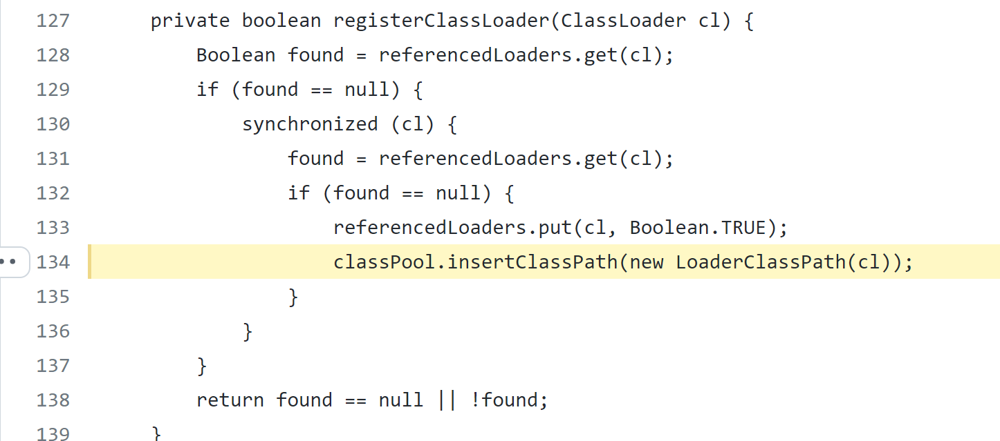 127 private boolean registerClassLoader(ClassLoader cl) {
128 Boolean found = referencedLoaders.get(cl);
129 if (found == null) {
130 synchronized (cl) {
131 found = referencedLoaders.get(cl);
132 if (found == null) {
133 referencedLoaders.put(cl, Boolean.TRUE);
134 classPool.insertClassPath(new LoaderClassPath(cl));
135 }
136 }
137 }
138 return found == null || !found;
139 }